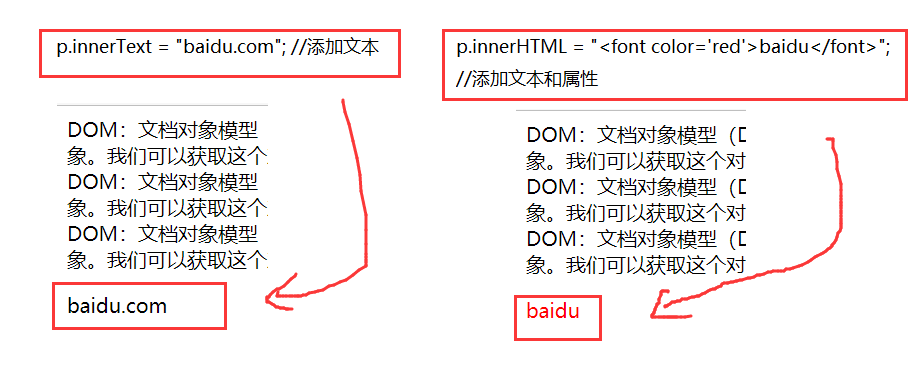 p.innerText = "baidu.com"; //添加文本
DOM：文档对象模型
象。我们可以获取这个
DOM：文档对象模型
象。我们可以获取这个
DOM：文档对象模型
象。我们可以获取这个
baidu.com
p.innerHTML = "<font color='red'>baidu</font>";
//添加文本和属性
DOM：文档对象模型（D
象。我们可以获取这个对
DOM：文档对象模型（D
象。我们可以获取这个对
DOM：文档对象模型（D
象。我们可以获取这个对
baidu